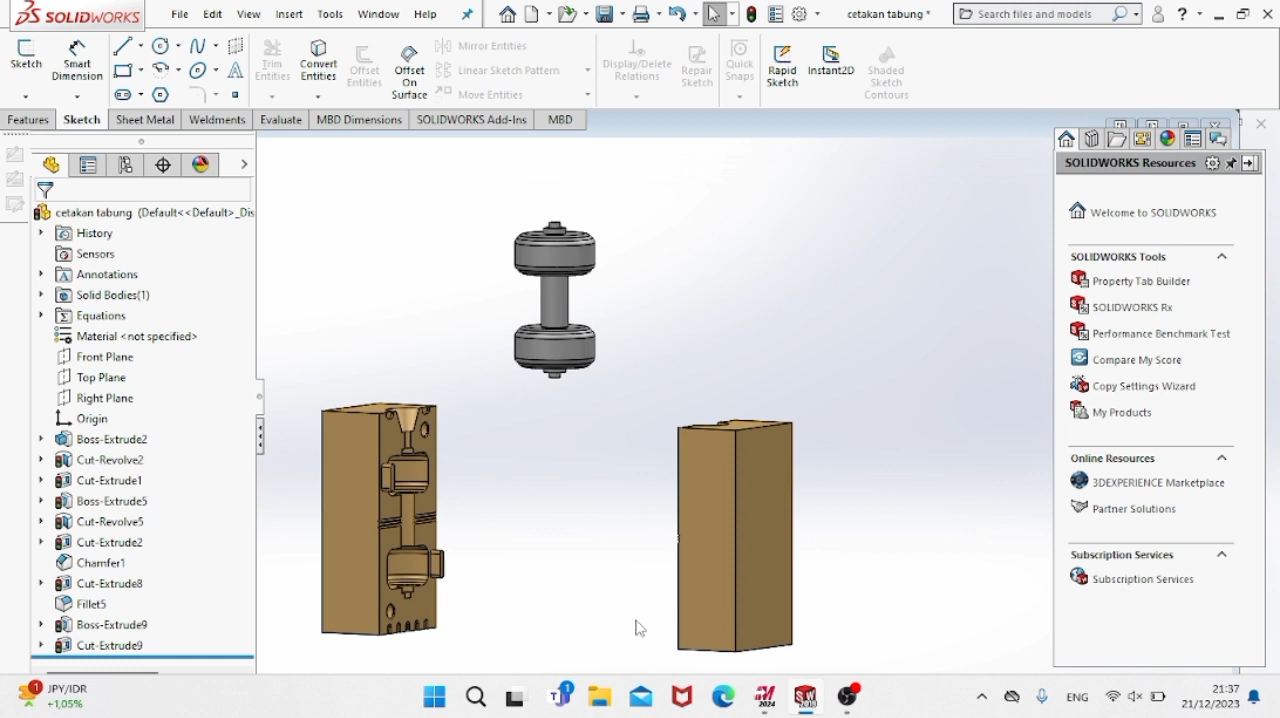 SOLIDWORKS
File Edit View Insert Tools Window Help
cetakan tabung *
Search files and models
?
Sketch
Smart Dimension
Trim Entities
Convert Entities
Offset Entities
Offset On Surface
Mirror Entities
Linear Sketch Pattern
Move Entities
Display/Delete Relations
Repair Sketch
Quick Snaps
Rapid Sketch
Instant2D
Shaded Sketch Contours
Features Sketch Sheet Metal Weldments Evaluate MBD Dimensions SOLIDWORKS Add-Ins MBD
cetakan tabung (Default<<Default>_Dis
History
Sensors
Annotations
Solid Bodies(1)
Equations
Material <not specified>
Front Plane
Top Plane
Right Plane
Origin
Boss-Extrude2
Cut-Revolve2
Cut-Extrude1
Boss-Extrude5
Cut-Revolve5
Cut-Extrude2
Chamfer1
Cut-Extrude8
Fillet5
Boss-Extrude9
Cut-Extrude9
SOLIDWORKS Resources
Welcome to SOLIDWORKS
SOLIDWORKS Tools
Property Tab Builder
SOLIDWORKS Rx
Performance Benchmark Test
Compare My Score
Copy Settings Wizard
My Products
Online Resources
3DEXPERIENCE Marketplace
Partner Solutions
Subscription Services
Subscription Services
1
JPY/IDR
+1,05%
1
2024
ENG
21:37
21/12/2023